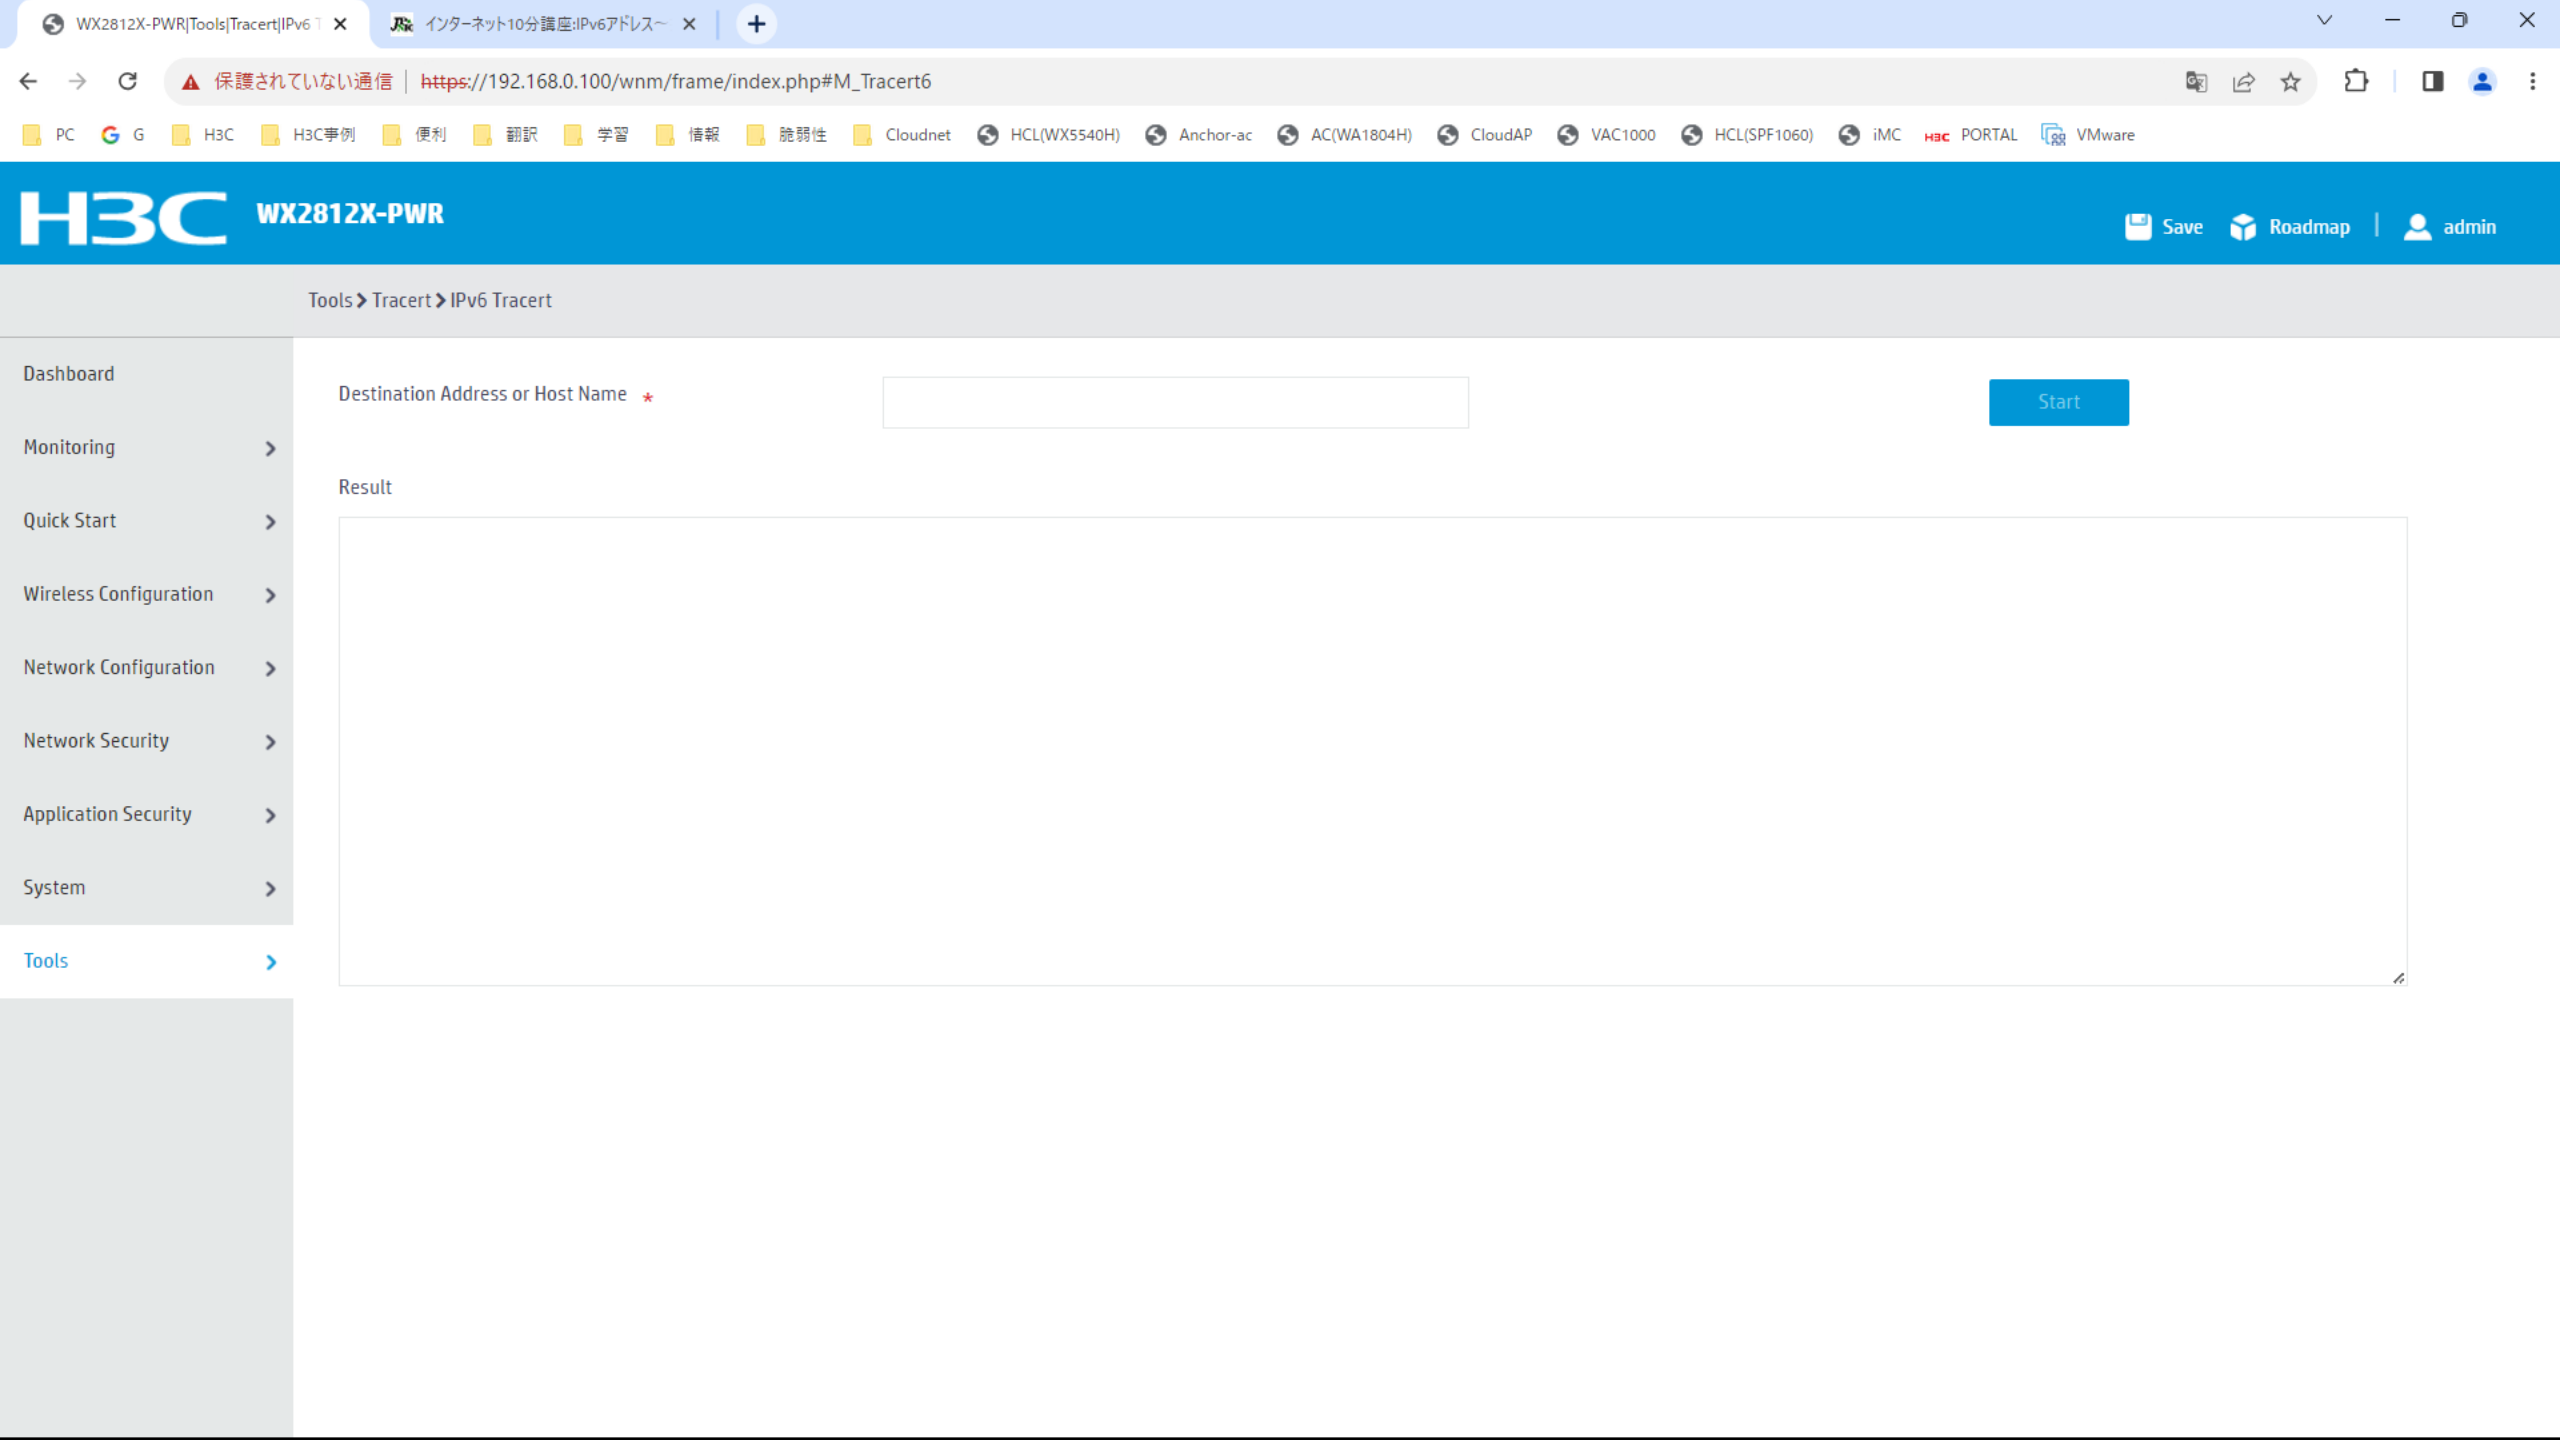 WX2812X-PWR|Tools|Tracert|IPv6 T
インターネット10分講座:IPv6アドレス~
保護されていない通信 https://192.168.0.100/wnm/frame/index.php#M_Tracert6
PC G H3C H3C事例 便利 翻訳 学習 情報 脆弱性 Cloudnet HCL(WX5540H) Anchor-ac AC(WA1804H) CloudAP VAC1000 HCL(SPF1060) iMC H3C PORTAL VMware
H3C WX2812X-PWR
Save Roadmap | admin
Tools > Tracert > IPv6 Tracert
Dashboard
Monitoring
Quick Start
Wireless Configuration
Network Configuration
Network Security
Application Security
System
Tools
Destination Address or Host Name *
Start
Result